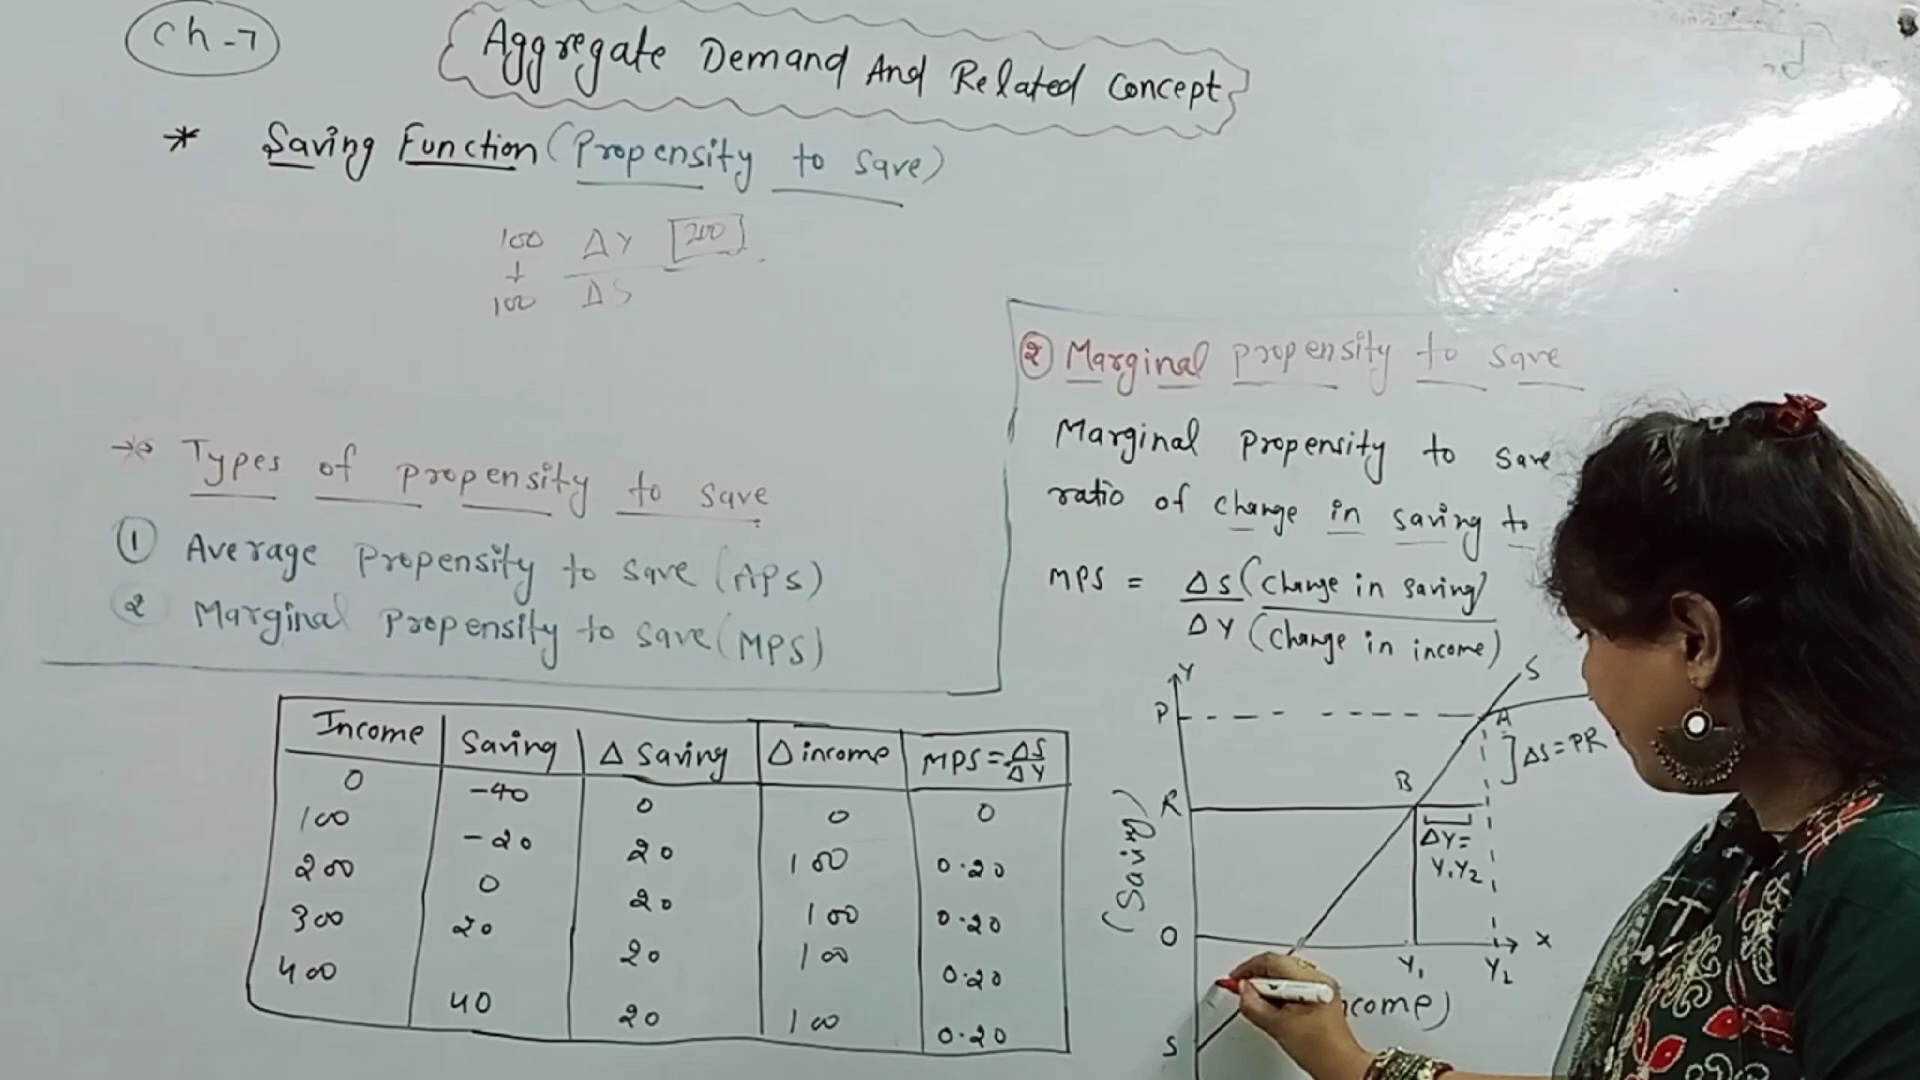 Ch-7
Aggregate Demand And Related Concept
* Saving Function (Propensity to save)
100 ΔY [200]
↓
100 ΔS
Types of propensity to save
① Average propensity to save (APS)
② Marginal propensity to save (MPS)
② Marginal propensity to save
Marginal propensity to save
ratio of change in saving to
MPS = ΔS (change in saving)
ΔY (change in income)
Income Saving Δ Saving Δ income MPS = ΔS/ΔY
0 -40 0 0 0
100 -20 20 100 0.20
200 0 20 100 0.20
300 20 20 100 0.20
400 40 20 100 0.20
Y
S
P
A
ΔS = PR
R
B
ΔY =
Y1Y2
(Saving)
O
X
Y1
Y2
come)
S